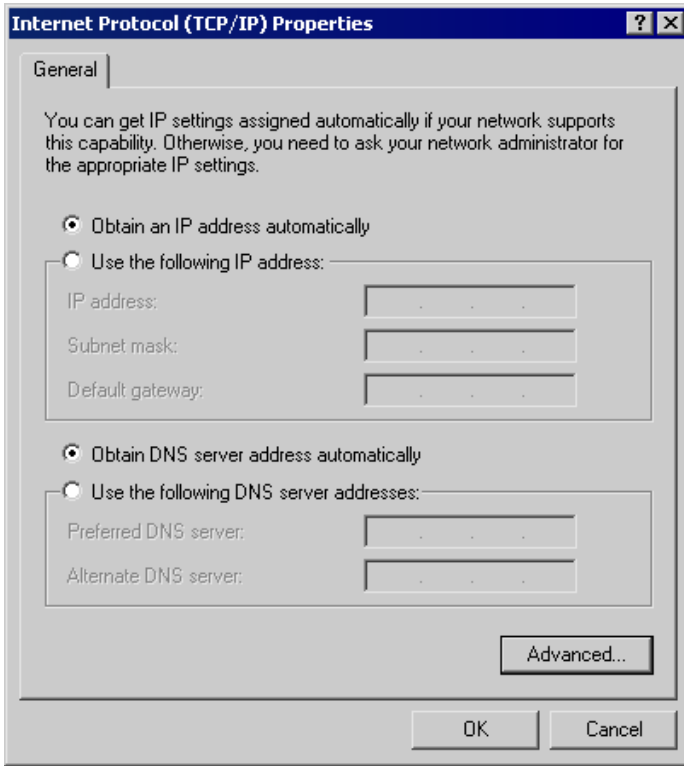 Internet Protocol (TCP/IP) Properties
General
You can get IP settings assigned automatically if your network supports
this capability. Otherwise, you need to ask your network administrator for
the appropriate IP settings.
Obtain an IP address automatically
Use the following IP address:
IP address:
Subnet mask:
Default gateway:
Obtain DNS server address automatically
Use the following DNS server addresses:
Preferred DNS server:
Alternate DNS server:
Advanced...
OK Cancel